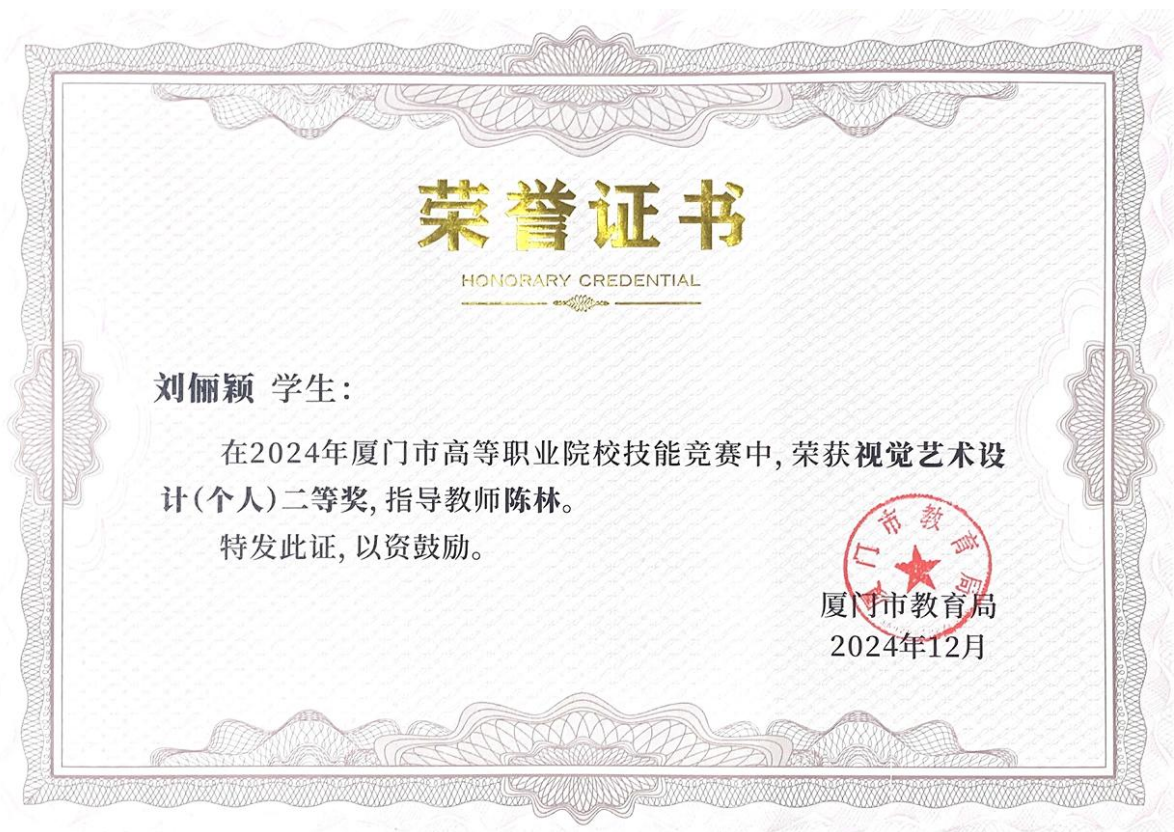 荣誉证书
HONORARY CREDENTIAL
刘俪颖 学生：
在2024年厦门市高等职业院校技能竞赛中, 荣获视觉艺术设
计(个人)二等奖, 指导教师陈林。
特发此证, 以资鼓励。
厦门市教育局
厦门市教育局
2024年12月